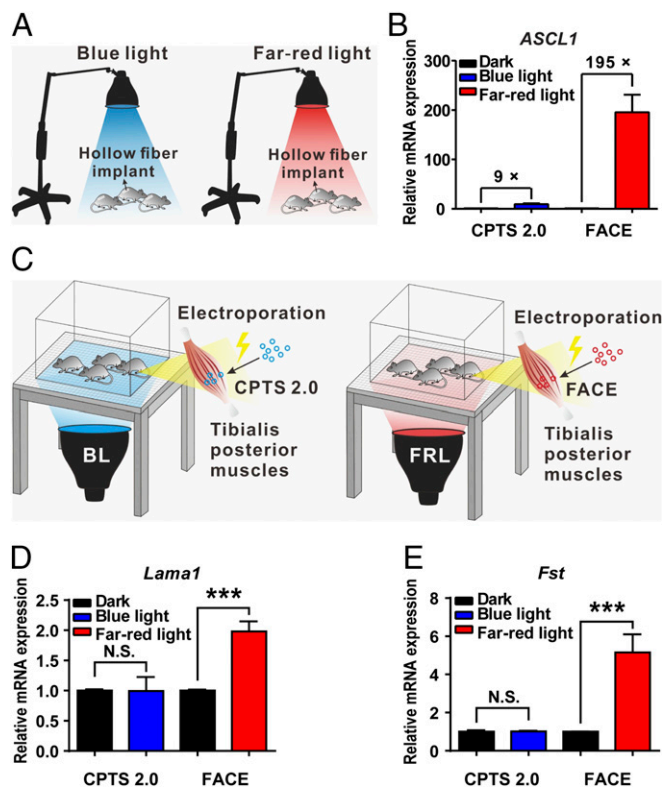 A
Blue light
Far-red light
Hollow fiber
implant
Hollow fiber
implant
B
ASCL1
Dark
Blue light
Far-red light
195 ×
9 ×
Relative mRNA expression
300
200
100
0
CPTS 2.0
FACE
C
Electroporation
CPTS 2.0
Tibialis
posterior
muscles
BL
Electroporation
FACE
Tibialis
posterior
muscles
FRL
D
Lama1
Dark
Blue light
Far-red light
***
N.S.
Relative mRNA expression
2.5
2.0
1.5
1.0
0.5
0.0
CPTS 2.0
FACE
E
Fst
Dark
Blue light
Far-red light
***
N.S.
Relative mRNA expression
8
6
4
2
0
CPTS 2.0
FACE